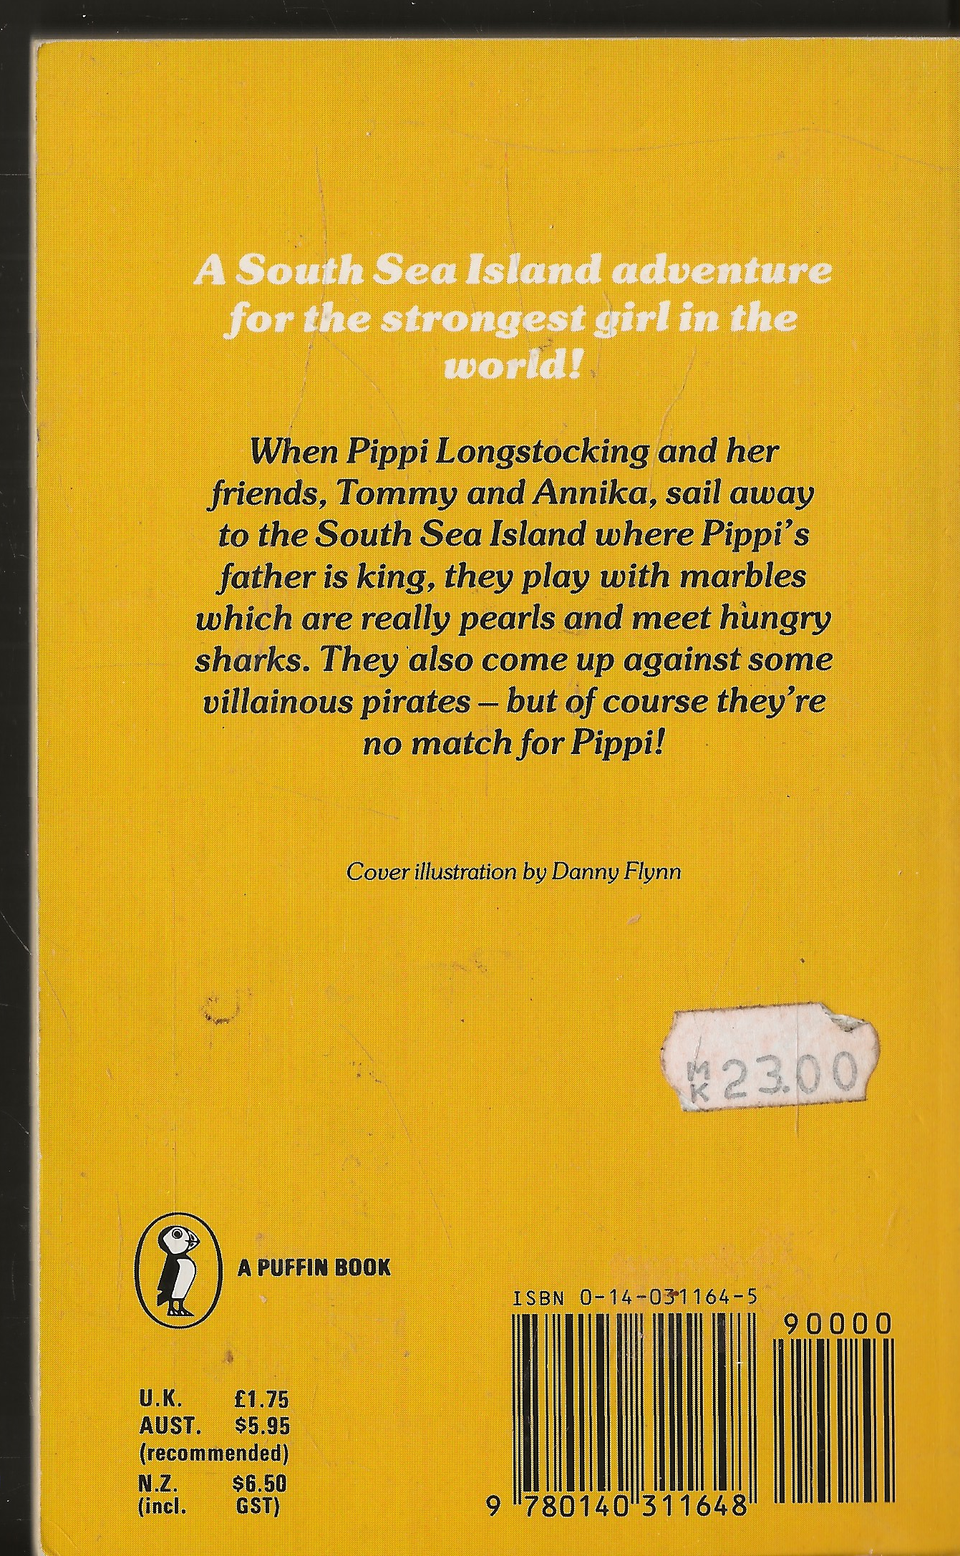 A South Sea Island adventure
for the strongest girl in the
world!
When Pippi Longstocking and her
friends, Tommy and Annika, sail away
to the South Sea Island where Pippi's
father is king, they play with marbles
which are really pearls and meet hungry
sharks. They also come up against some
villainous pirates – but of course they're
no match for Pippi!
Cover illustration by Danny Flynn
MK 23.00
A PUFFIN BOOK
ISBN 0-14-031164-5
90000
U.K. £1.75
AUST. $5.95
(recommended)
N.Z. $6.50
(incl. GST)
9 780140 311648